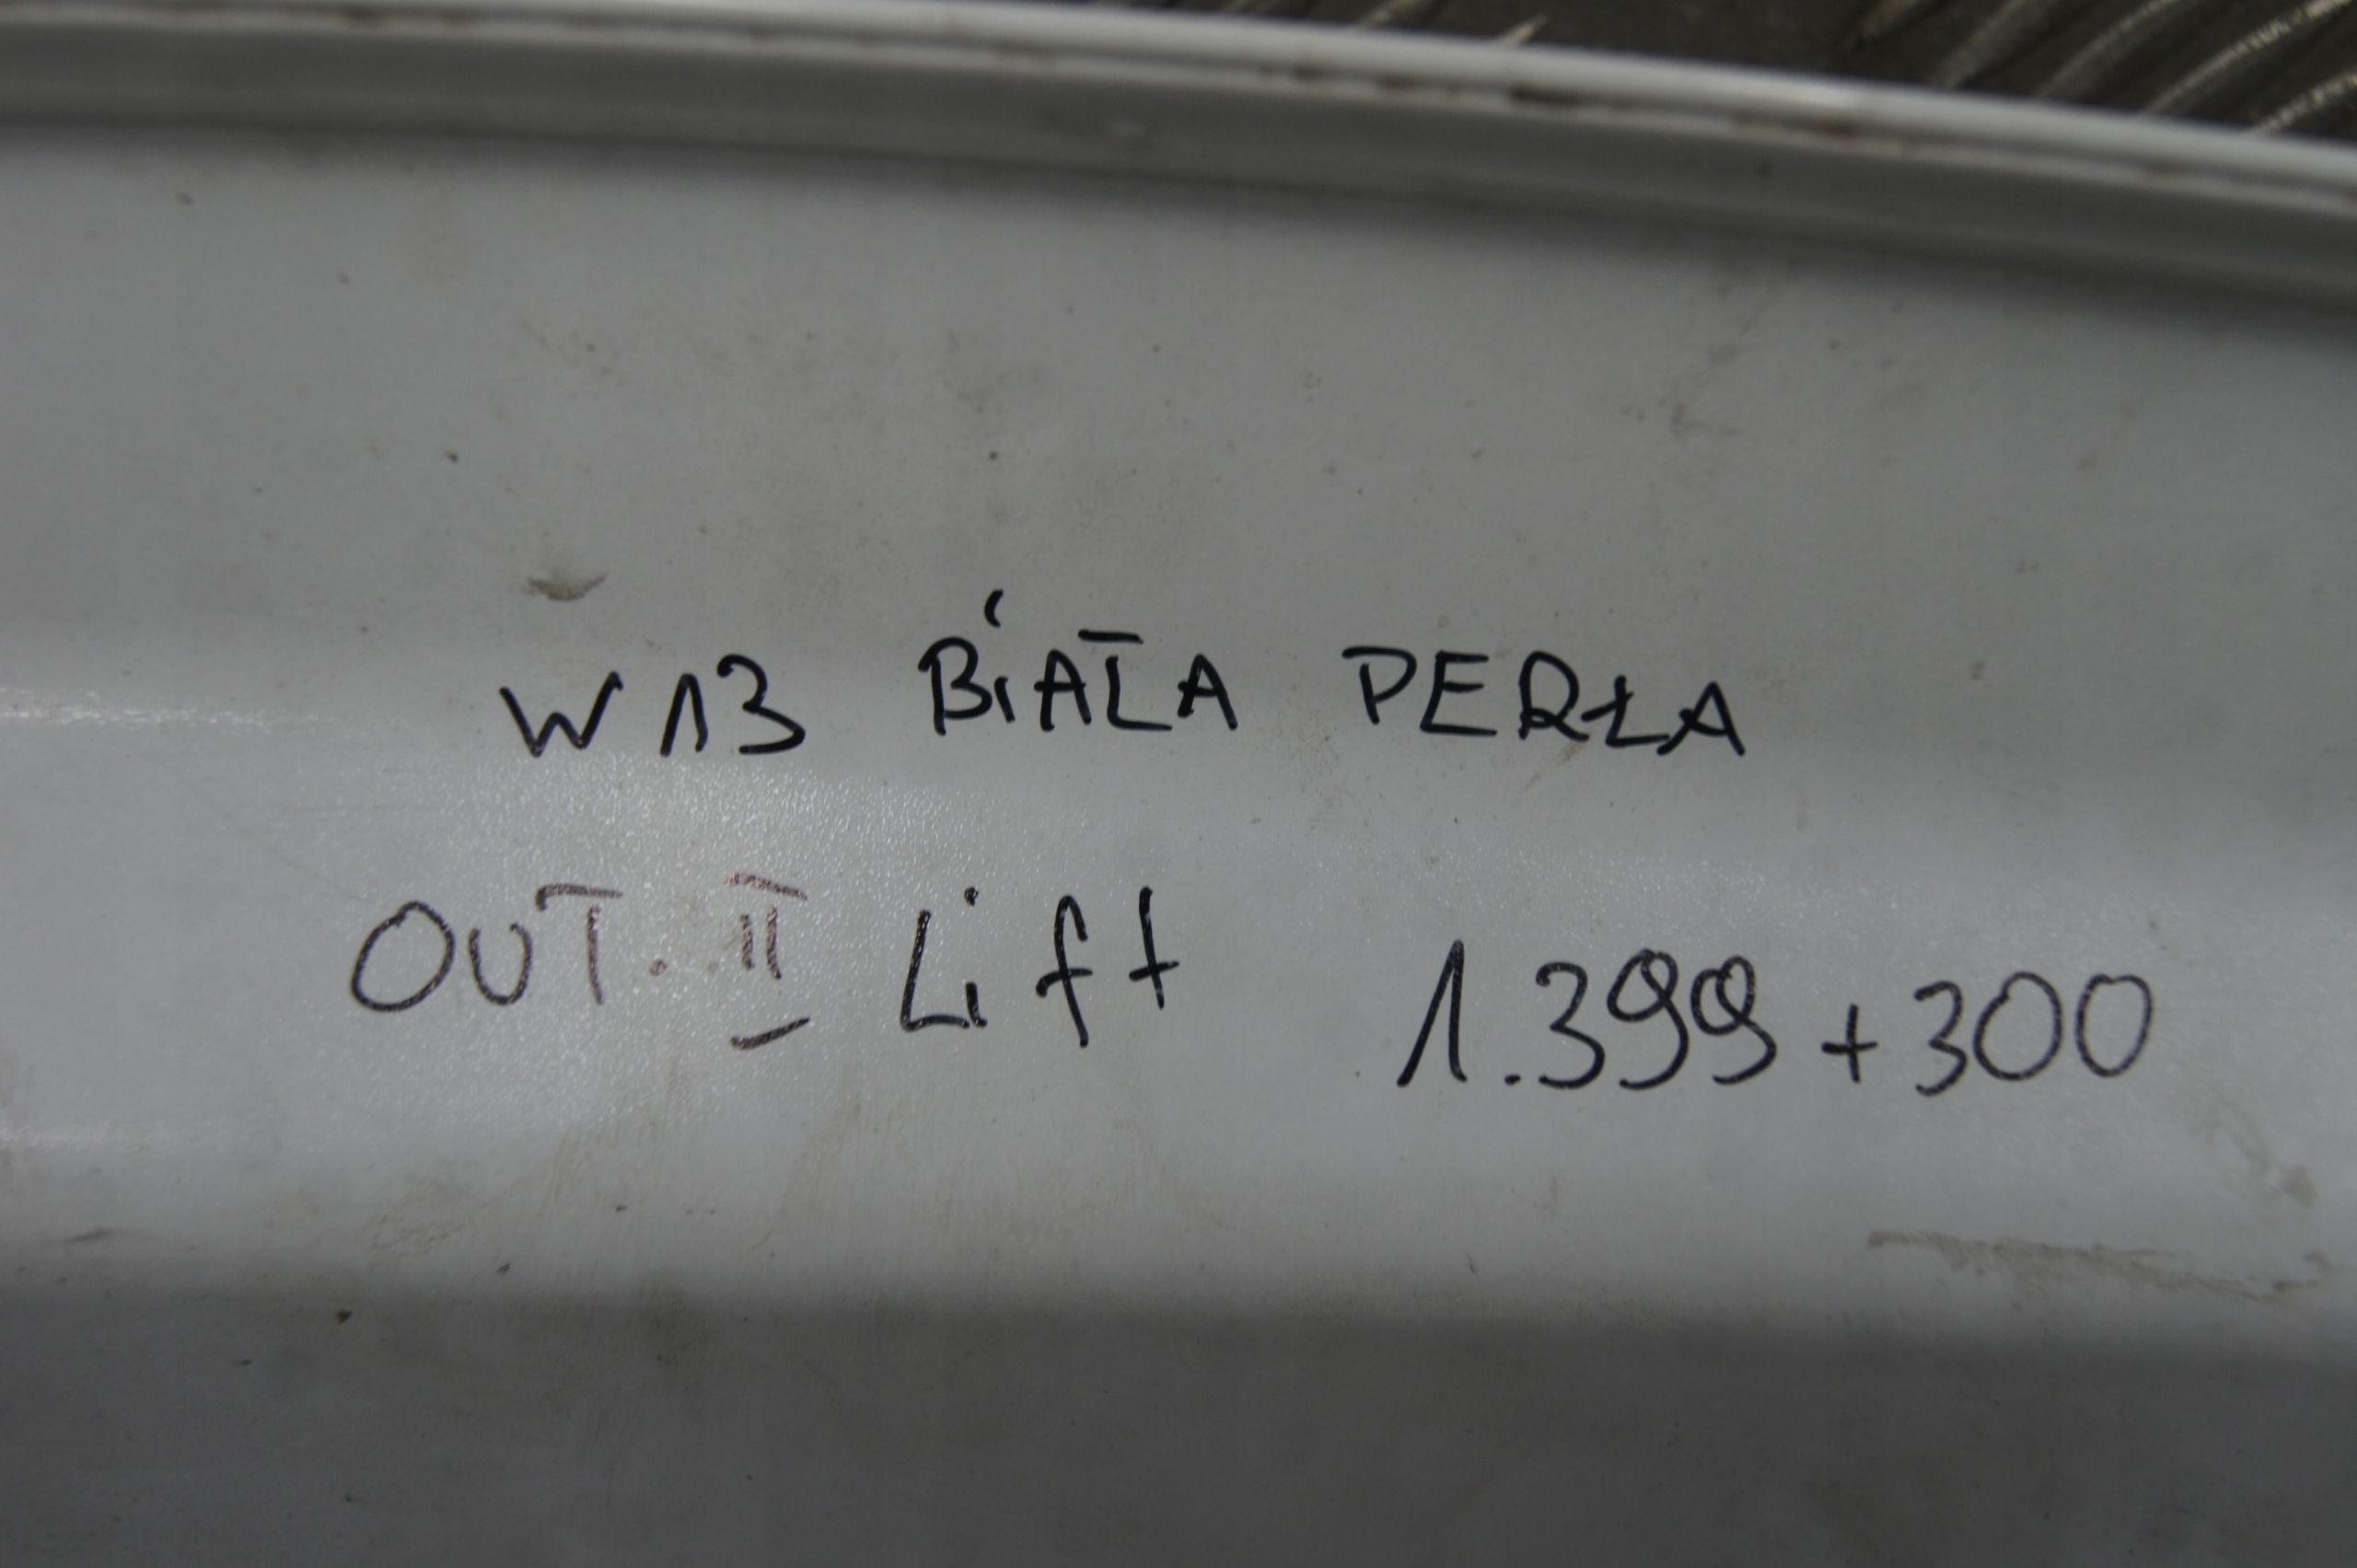 W13 BiAŁA PERŁA
OUT. II Lift 1.399 + 300